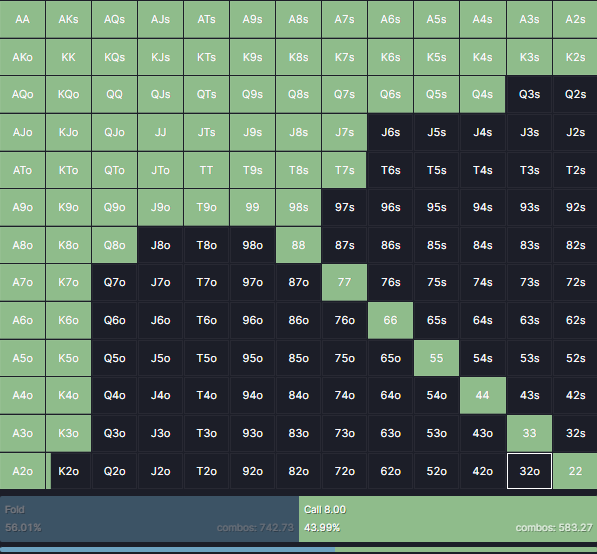 AA AKs AQs AJs ATs A9s A8s A7s A6s A5s A4s A3s A2s
AKo KK KQs KJs KTs K9s K8s K7s K6s K5s K4s K3s K2s
AQo KQo QQ QJs QTs Q9s Q8s Q7s Q6s Q5s Q4s Q3s Q2s
AJo KJo QJo JJ JTs J9s J8s J7s J6s J5s J4s J3s J2s
ATo KTo QTo JTo TT T9s T8s T7s T6s T5s T4s T3s T2s
A9o K9o Q9o J9o T9o 99 98s 97s 96s 95s 94s 93s 92s
A8o K8o Q8o J8o T8o 98o 88 87s 86s 85s 84s 83s 82s
A7o K7o Q7o J7o T7o 97o 87o 77 76s 75s 74s 73s 72s
A6o K6o Q6o J6o T6o 96o 86o 76o 66 65s 64s 63s 62s
A5o K5o Q5o J5o T5o 95o 85o 75o 65o 55 54s 53s 52s
A4o K4o Q4o J4o T4o 94o 84o 74o 64o 54o 44 43s 42s
A3o K3o Q3o J3o T3o 93o 83o 73o 63o 53o 43o 33 32s
A2o K2o Q2o J2o T2o 92o 82o 72o 62o 52o 42o 32o 22
Fold Call 8.00
56.01% combos: 742.73 43.99% combos: 583.27